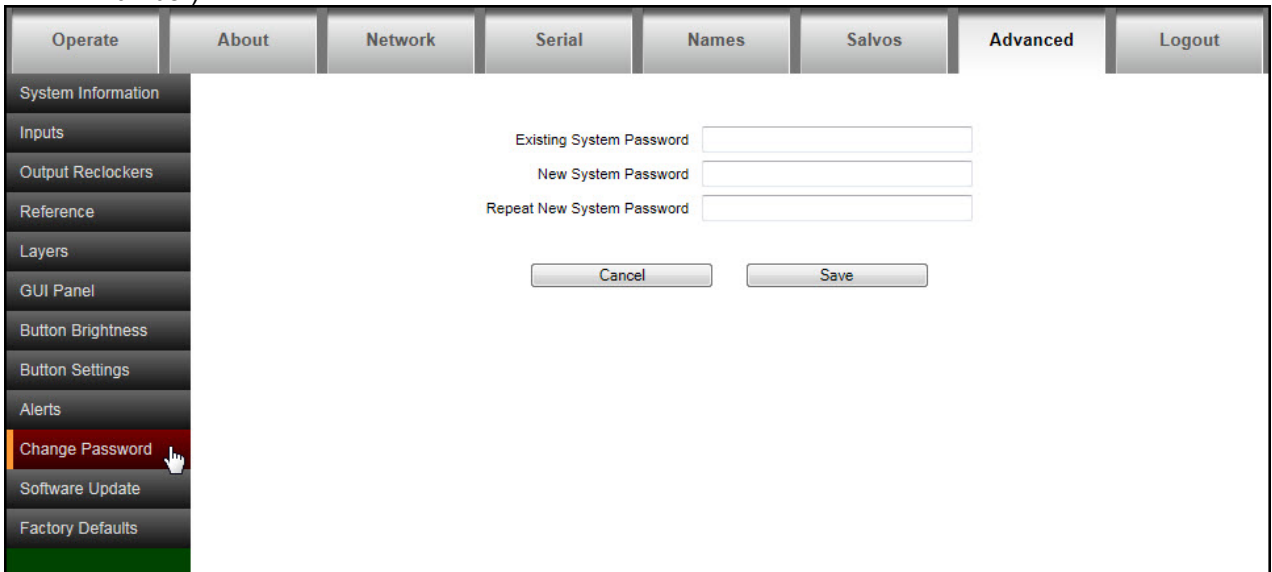 Operate About Network Serial Names Salvos Advanced Logout
System Information
Inputs
Output Reclockers
Reference
Layers
GUI Panel
Button Brightness
Button Settings
Alerts
Change Password
Software Update
Factory Defaults
Existing System Password
New System Password
Repeat New System Password
Cancel Save